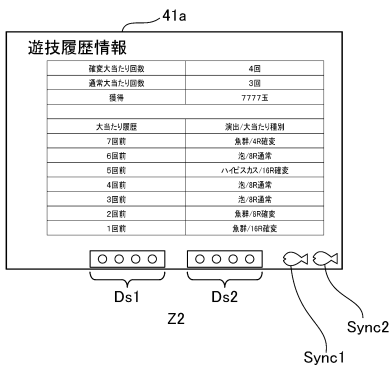 41a
遊技履歴情報
確変大当たり回数 4回
通常大当たり回数 3回
獲得 7777玉
大当たり履歴 演出/大当たり種別
7回前 魚群/4R確変
6回前 泡/8R通常
5回前 ハイビスカス/16R確変
4回前 泡/8R通常
3回前 泡/8R通常
2回前 魚群/8R確変
1回前 魚群/16R確変
Ds1 Ds2
Z2
Sync2
Sync1